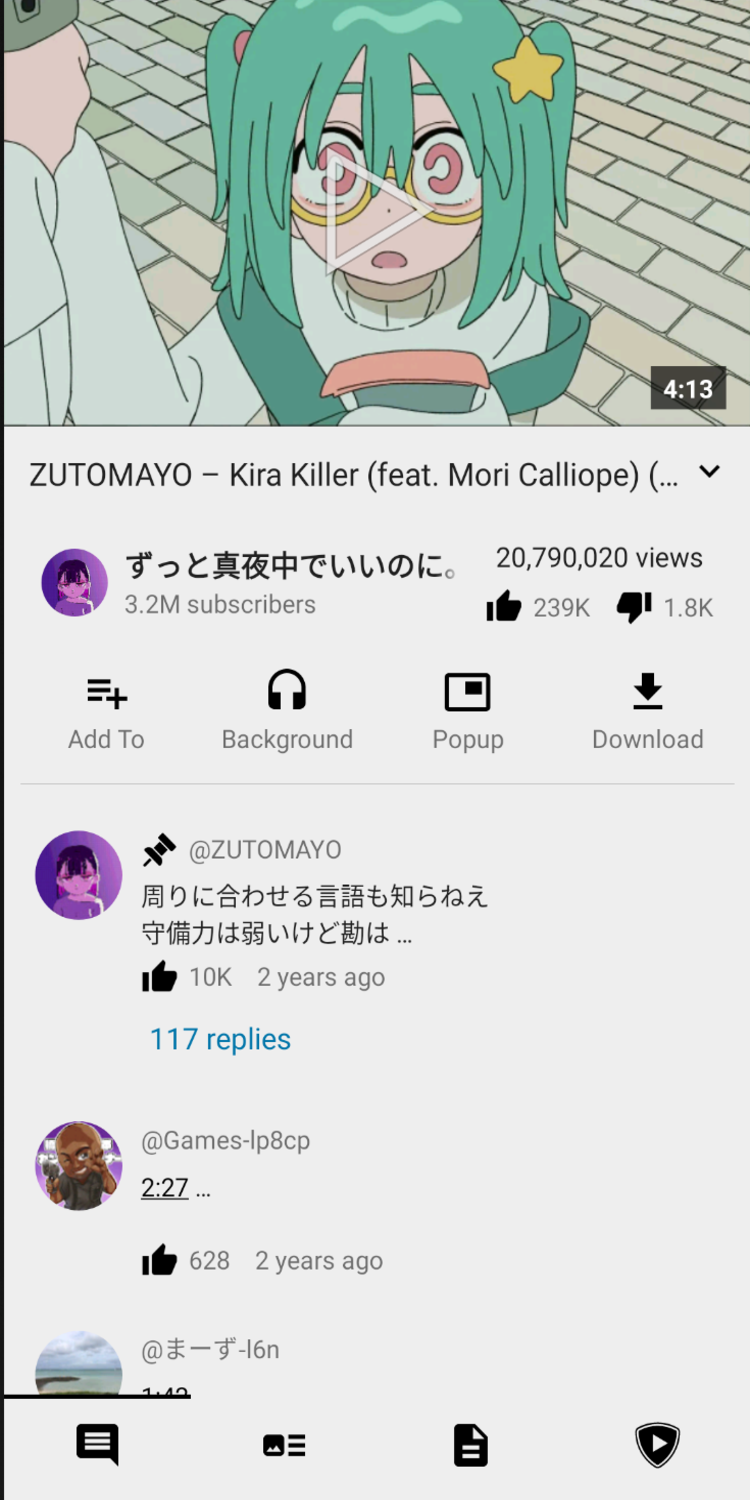 4:13
ZUTOMAYO – Kira Killer (feat. Mori Calliope) (...
ずっと真夜中でいいのに。
20,790,020 views
3.2M subscribers
239K
1.8K
Add To
Background
Popup
Download
@ZUTOMAYO
周りに合わせる言語も知らねえ
守備力は弱いけど勘は ...
10K 2 years ago
117 replies
@Games-lp8cp
2:27 ...
628 2 years ago
@まーず-l6n
1:42